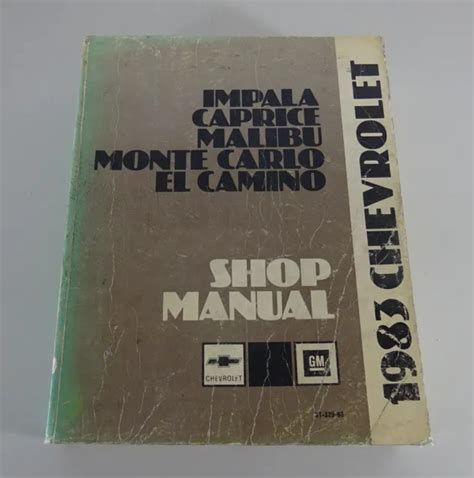 IMPALA
CAPRICE
MALIBU
MONTE CARLO
EL CAMINO
SHOP
MANUAL
CHEVROLET
GM
1983 CHEVROLET